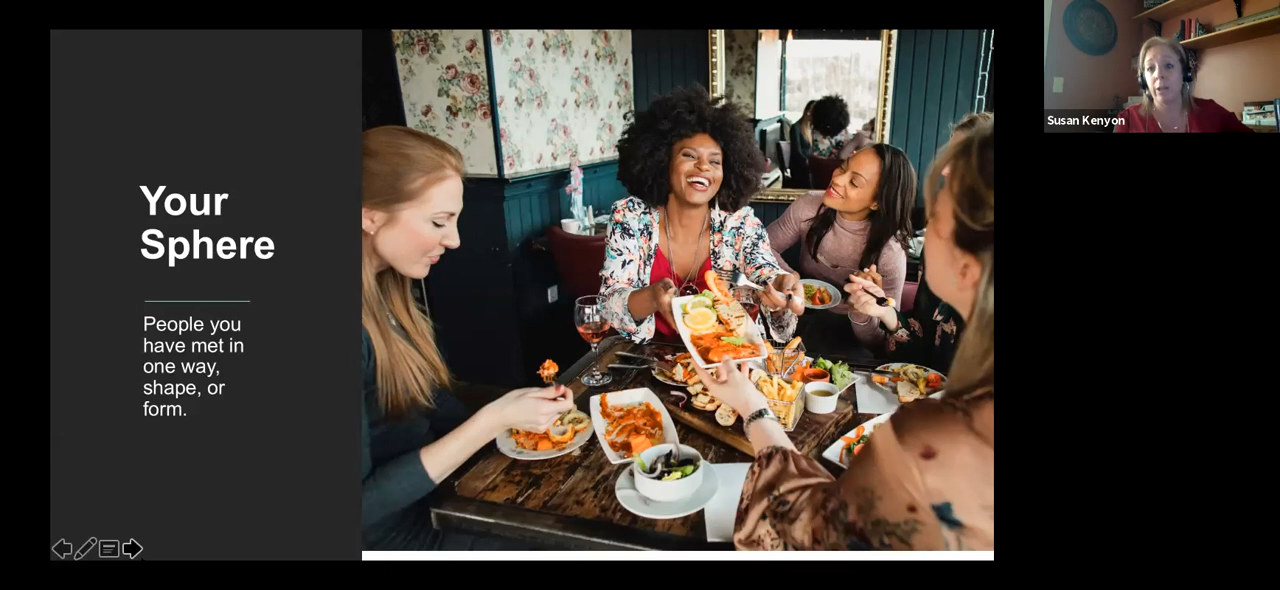 Your
Sphere
People you
have met in
one way,
shape, or
form.
Susan Kenyon